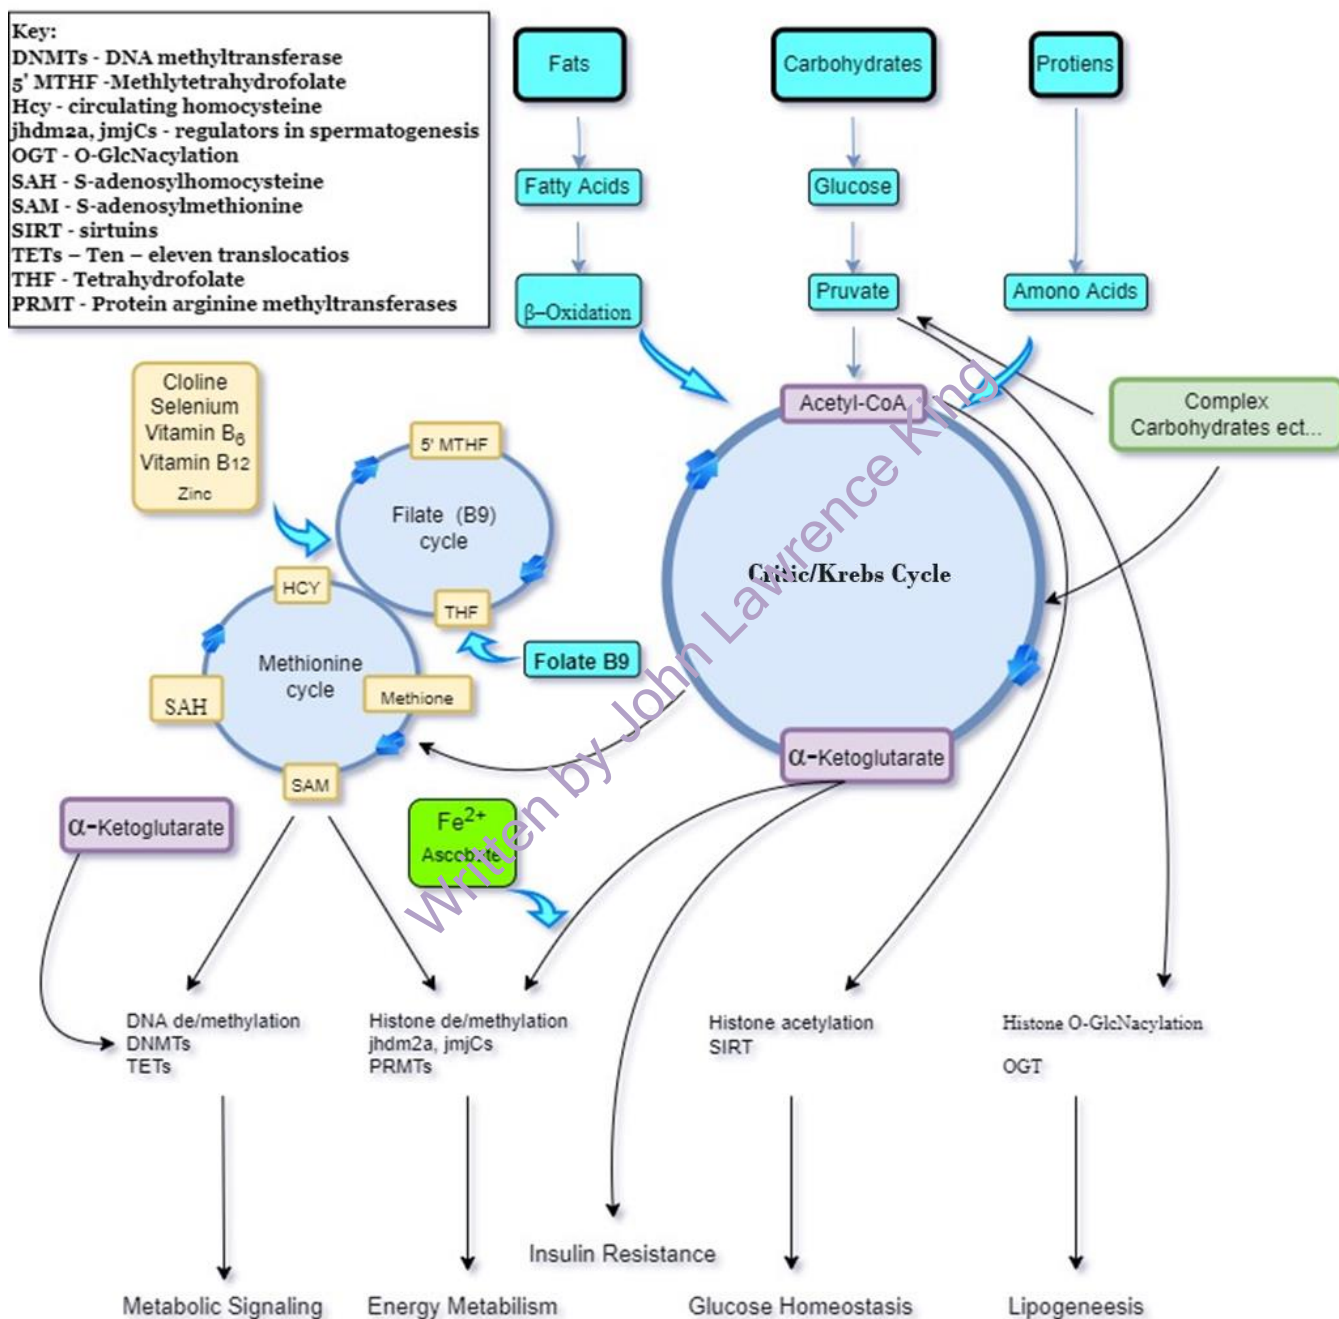 Key:
DNMTs - DNA methyltransferase
5' MTHF -Methlytetrahydrofolate
Hcy - circulating homocysteine
jhdm2a, jmjCs - regulators in spermatogenesis
OGT - O-GlcNacylation
SAH - S-adenosylhomocysteine
SAM - S-adenosylmethionine
SIRT - sirtuins
TETs – Ten – eleven translocatios
THF - Tetrahydrofolate
PRMT - Protein arginine methyltransferases
Fats
Carbohydrates
Protiens
Fatty Acids
Glucose
β–Oxidation
Pruvate
Amono Acids
Acetyl-CoA
Complex
Carbohydrates ect...
Cloline
Selenium
Vitamin B6
Vitamin B12
Zinc
5' MTHF
Filate (B9)
cycle
THF
HCY
Folate B9
Methionine
cycle
Methione
SAH
SAM
Critic/Krebs Cycle
α-Ketoglutarate
α-Ketoglutarate
Fe2+
Ascobate
Written by John Lawrence King
DNA de/methylation
DNMTs
TETs
Histone de/methylation
jhdm2a, jmjCs
PRMTs
Histone acetylation
SIRT
Histone O-GlcNacylation
OGT
Insulin Resistance
Metabolic Signaling
Energy Metabilism
Glucose Homeostasis
Lipogeneesis